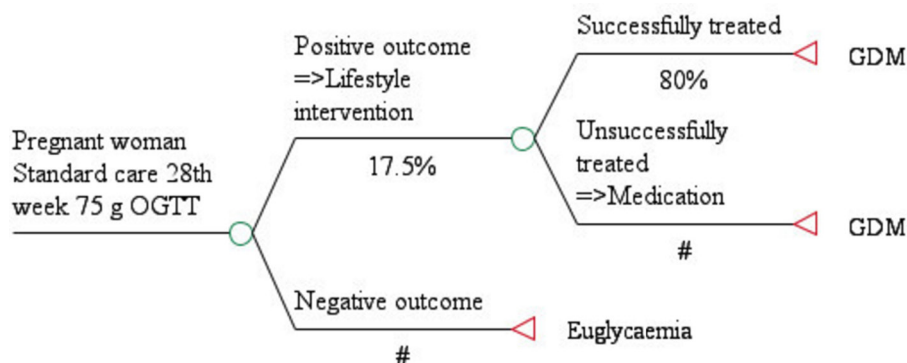 Pregnant woman
Standard care 28th
week 75 g OGTT
Positive outcome
=>Lifestyle
intervention
17.5%
Successfully treated
80%
GDM
Unsuccessfully
treated
=>Medication
#
GDM
Negative outcome
#
Euglycaemia